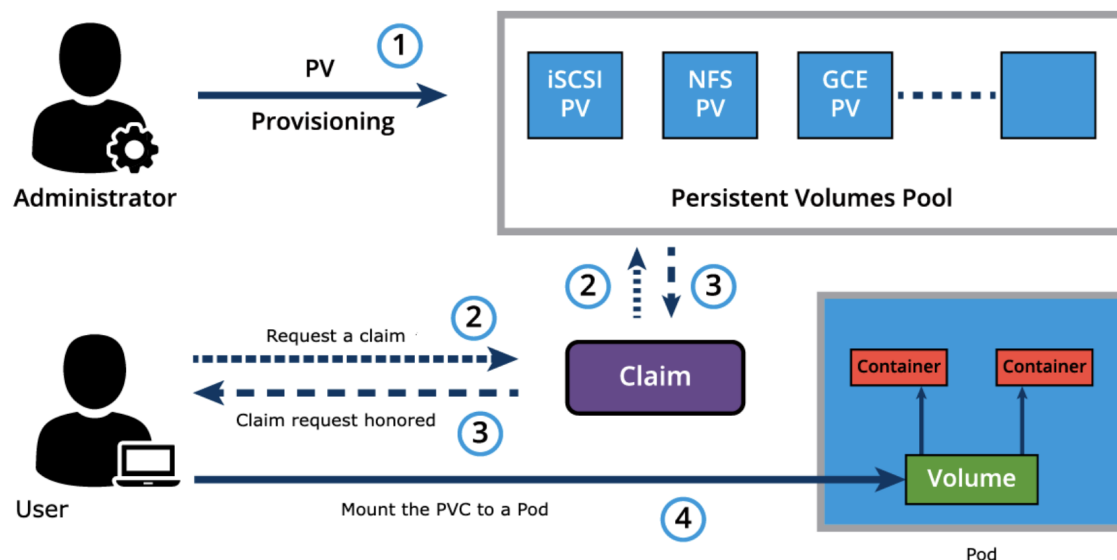 1
PV
Provisioning
Administrator
iSCSI
PV
NFS
PV
GCE
PV
Persistent Volumes Pool
2
3
2
Request a claim
Claim request honored
3
Claim
Container
Container
Volume
User
Mount the PVC to a Pod
4
Pod